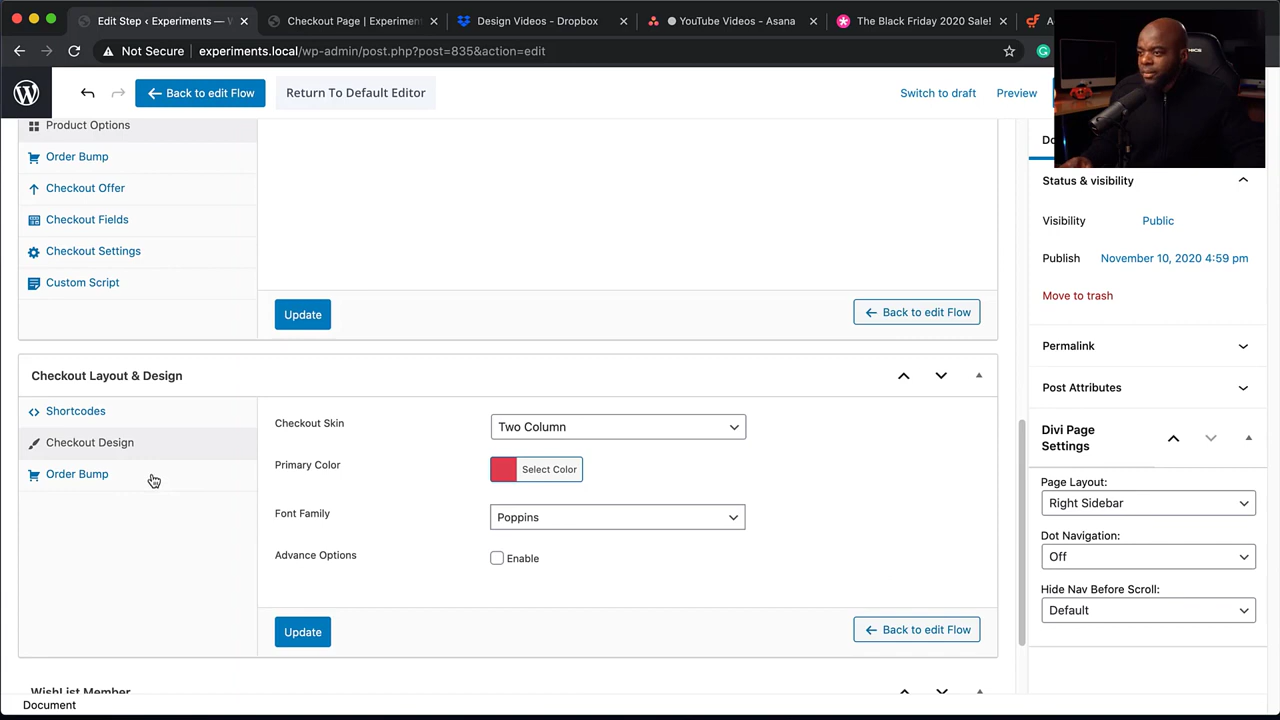 Edit Step ‹ Experiments —
Checkout Page | Experiment
Design Videos - Dropbox
YouTube Videos - Asana
The Black Friday 2020 Sale!
Not Secure
experiments.local/wp-admin/post.php?post=835&action=edit
Back to edit Flow
Return To Default Editor
Switch to draft
Preview
Product Options
Order Bump
Checkout Offer
Checkout Fields
Checkout Settings
Custom Script
Update
Back to edit Flow
Checkout Layout & Design
Shortcodes
Checkout Design
Order Bump
Checkout Skin
Two Column
Primary Color
Select Color
Font Family
Poppins
Advance Options
Enable
Update
Back to edit Flow
WishList Member
Document
Status & visibility
Visibility
Public
Publish
November 10, 2020 4:59 pm
Move to trash
Permalink
Post Attributes
Divi Page
Settings
Page Layout:
Right Sidebar
Dot Navigation:
Off
Hide Nav Before Scroll:
Default